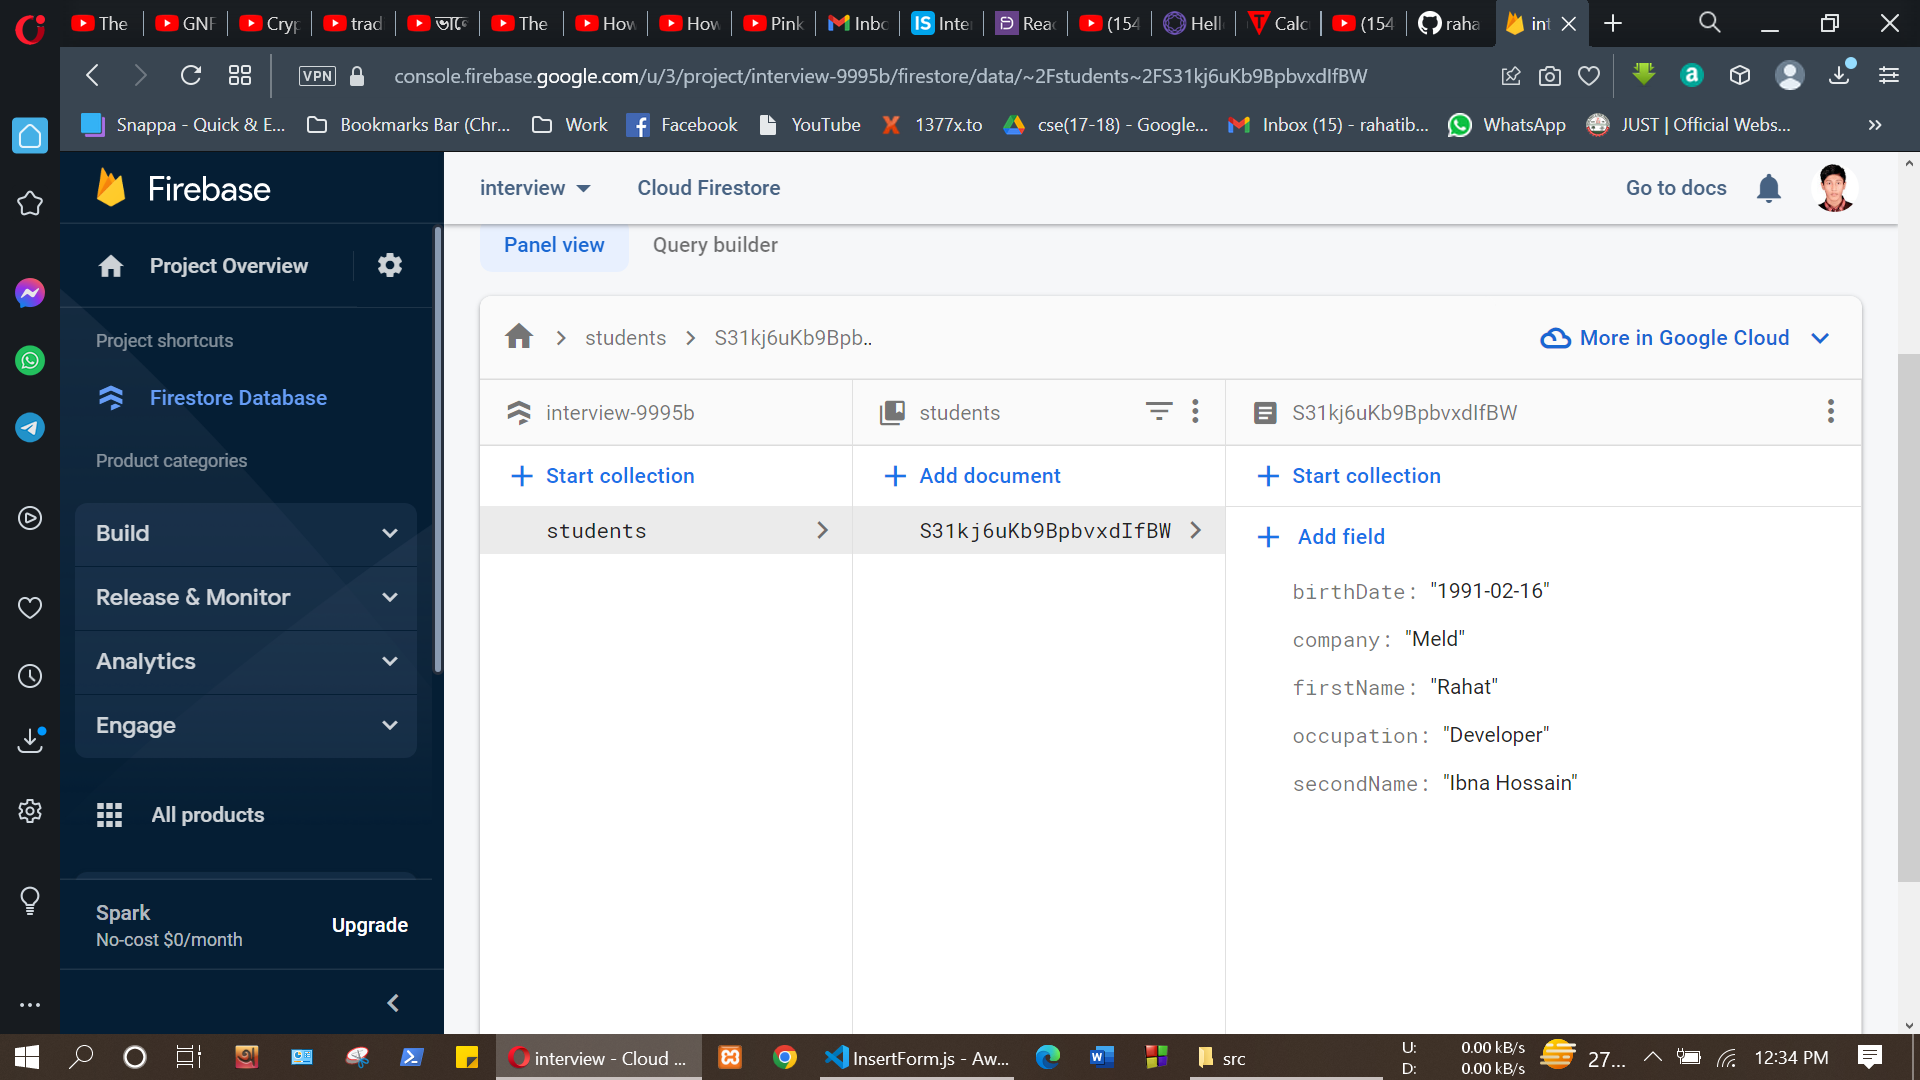 The
GNF
Cryp
trad
ভাবে
The
How
How
Pink
Inbo
Inter
Reac
(154
Hell
Calc
(154
raha
int
VPN
console.firebase.google.com/u/3/project/interview-9995b/firestore/data/~2Fstudents~2FS31kj6uKb9BpbvxdIfBW
Snappa - Quick & E...
Bookmarks Bar (Chr...
Work
Facebook
YouTube
1377x.to
cse(17-18) - Google...
Inbox (15) - rahatib...
WhatsApp
JUST | Official Webs...
Firebase
interview
Cloud Firestore
Go to docs
Panel view
Query builder
Project Overview
Project shortcuts
Firestore Database
Product categories
Build
Release & Monitor
Analytics
Engage
All products
Spark
No-cost $0/month
Upgrade
students
S31kj6uKb9Bpb..
More in Google Cloud
interview-9995b
students
S31kj6uKb9BpbvxdIfBW
Start collection
Add document
Start collection
students
S31kj6uKb9BpbvxdIfBW
Add field
birthDate: "1991-02-16"
company: "Meld"
firstName: "Rahat"
occupation: "Developer"
secondName: "Ibna Hossain"
interview - Cloud ...
InsertForm.js - Aw...
src
U: 0.00 kB/s
D: 0.00 kB/s
27...
12:34 PM